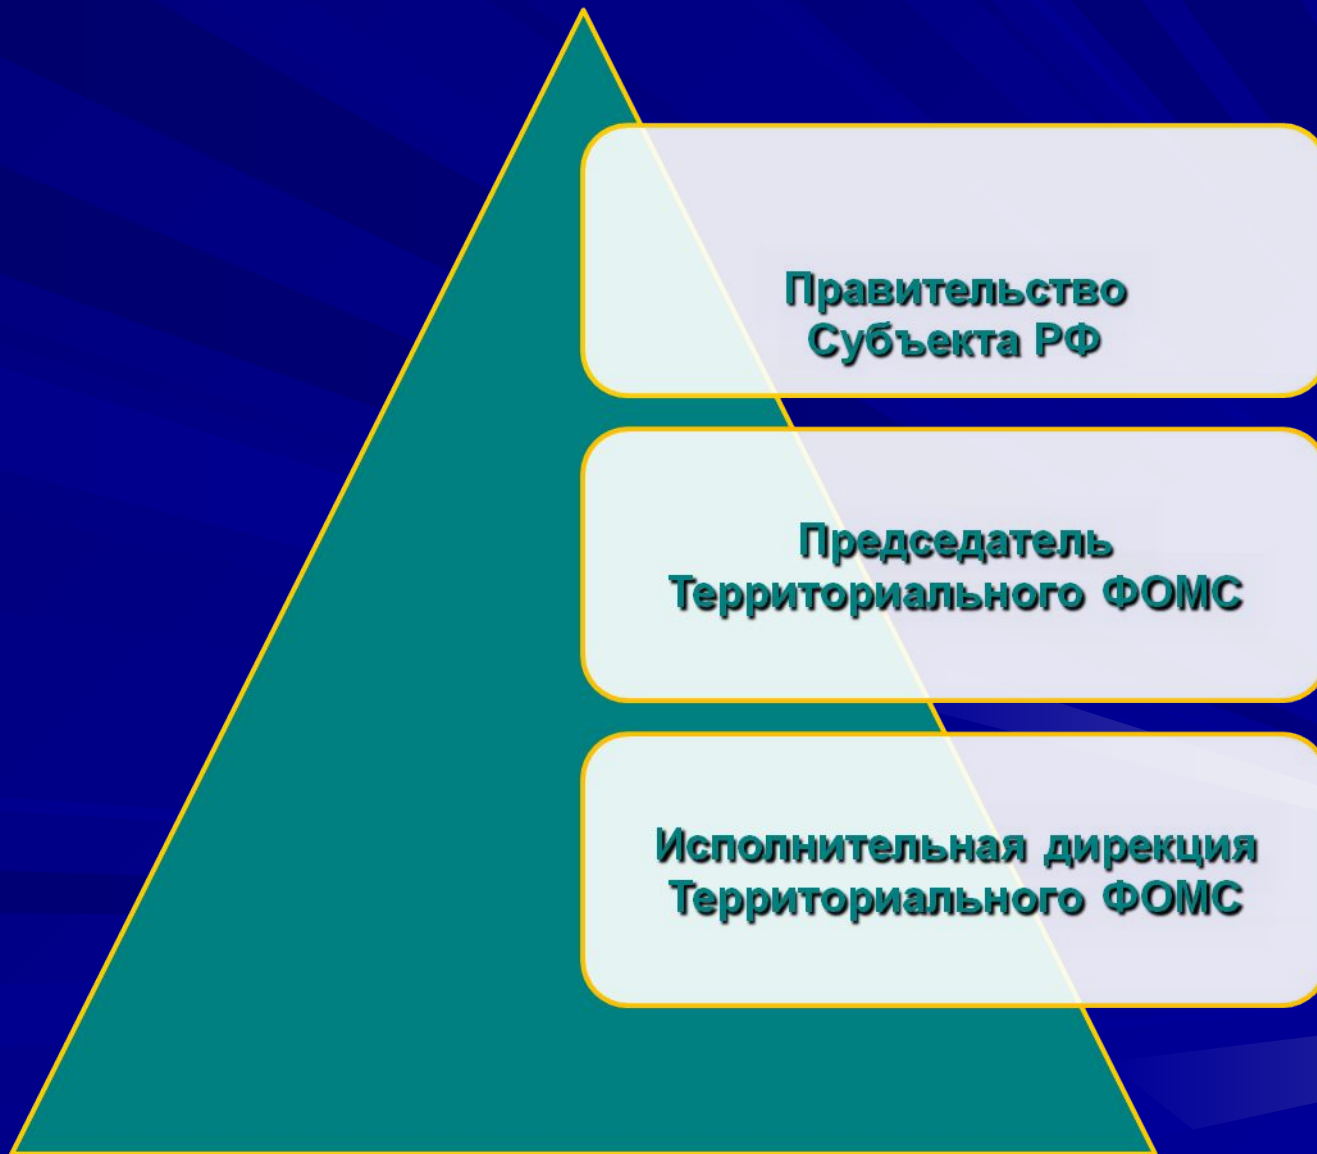 Правительство
Субъекта РФ
Председатель
Территориального ФОМС
Исполнительная дирекция
Территориального ФОМС